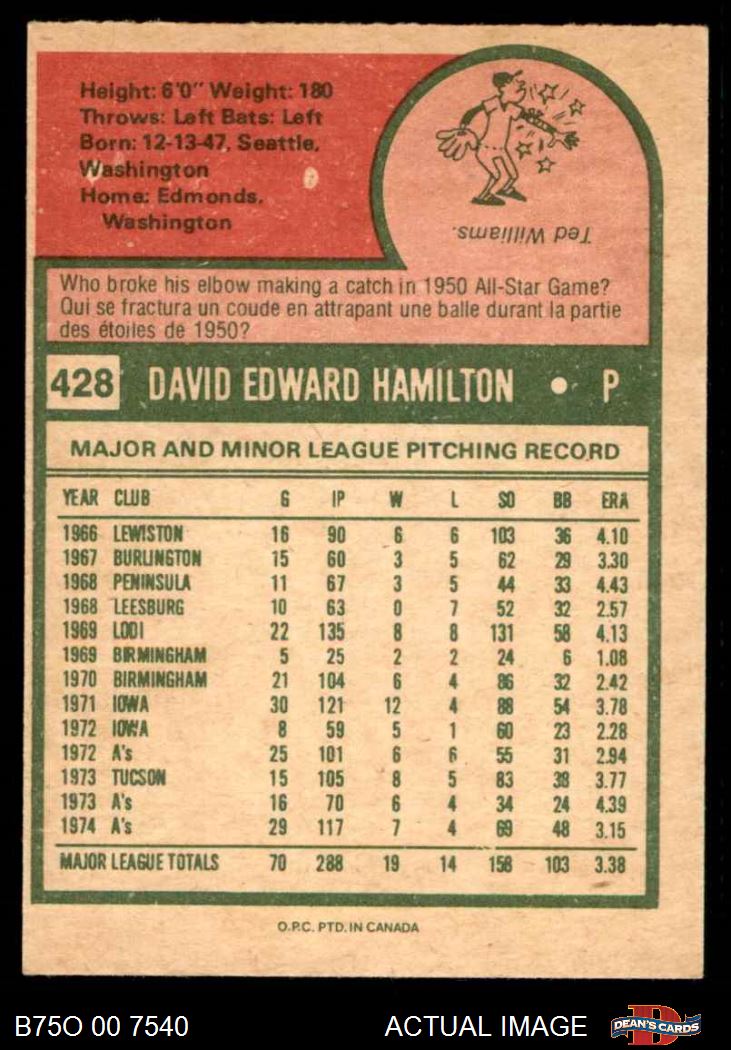 Height: 6'0" Weight: 180
Throws: Left Bats: Left
Born: 12-13-47, Seattle,
Washington
Home: Edmonds,
Washington
Ted Williams.
Who broke his elbow making a catch in 1950 All-Star Game?
Qui se fractura un coude en attrapant une balle durant la partie
des étoiles de 1950?
428 DAVID EDWARD HAMILTON • P
MAJOR AND MINOR LEAGUE PITCHING RECORD
YEAR CLUB G IP W L SO BB ERA
1966 LEWISTON 16 90 6 6 103 36 4.10
1967 BURLINGTON 15 60 3 5 62 29 3.30
1968 PENINSULA 11 67 3 5 44 33 4.43
1968 LEESBURG 10 63 0 7 52 32 2.57
1969 LODI 22 135 8 8 131 58 4.13
1969 BIRMINGHAM 5 25 2 2 24 6 1.08
1970 BIRMINGHAM 21 104 6 4 86 32 2.42
1971 IOWA 30 121 12 4 88 54 3.78
1972 IOWA 8 59 5 1 60 23 2.28
1972 A's 25 101 6 6 55 31 2.94
1973 TUCSON 15 105 8 5 83 38 3.77
1973 A's 16 70 6 4 34 24 4.39
1974 A's 29 117 7 4 69 48 3.15
MAJOR LEAGUE TOTALS 70 288 19 14 158 103 3.38
O.P.C. PTD. IN CANADA
B75O 00 7540 ACTUAL IMAGE D DEAN'S CARDS